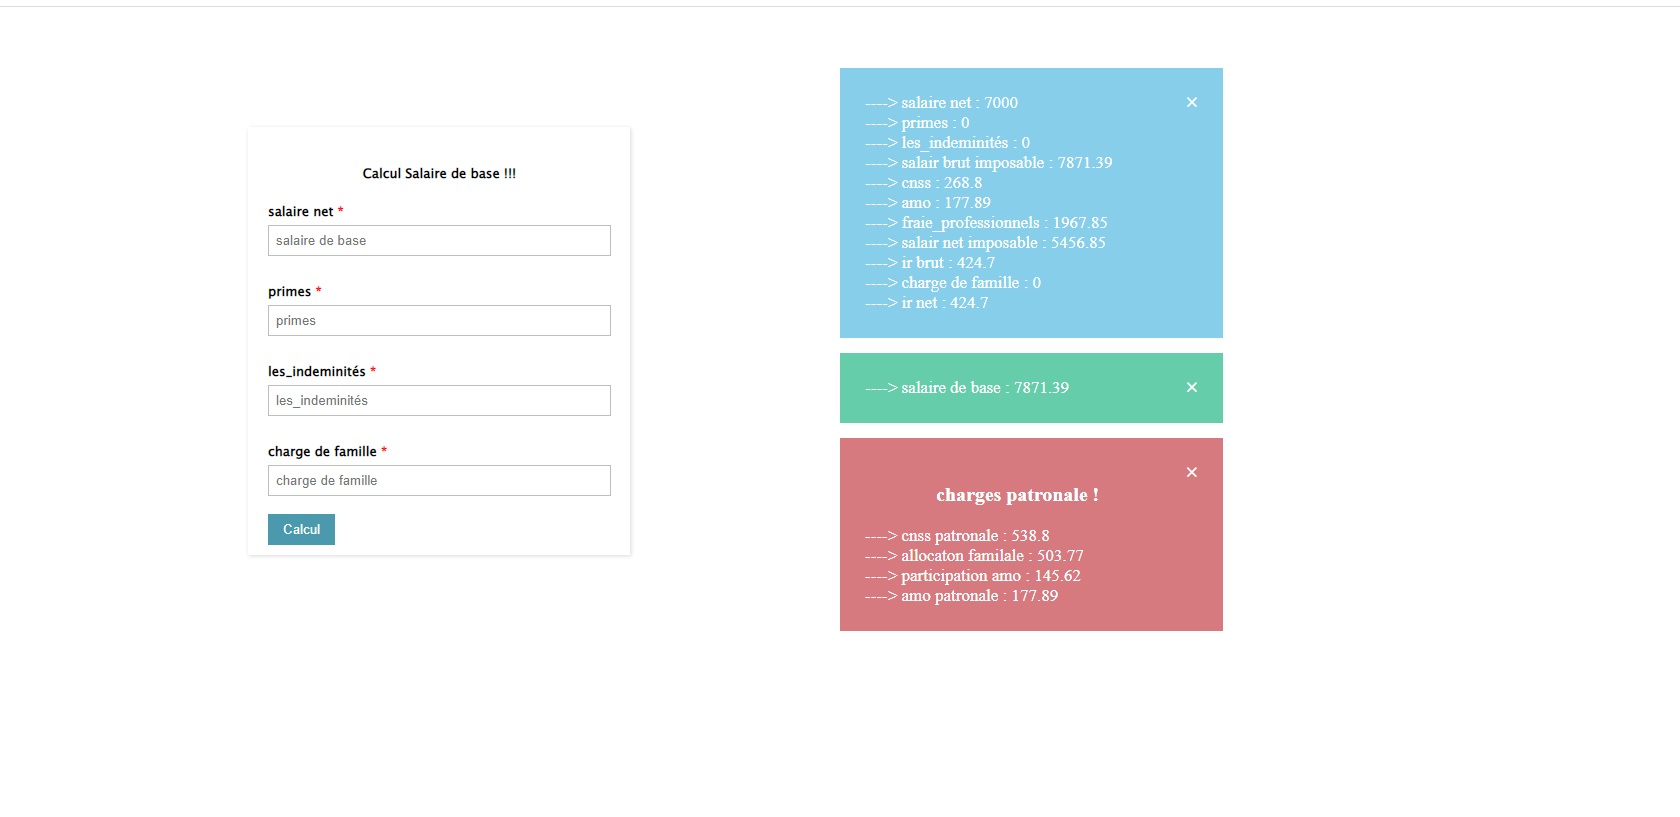 Calcul Salaire de base !!!
salaire net *
salaire de base
primes *
primes
les_indeminités *
les_indeminités
charge de famille *
charge de famille
Calcul
----> salaire net : 7000
----> primes : 0
----> les_indeminités : 0
----> salair brut imposable : 7871.39
----> cnss : 268.8
----> amo : 177.89
----> fraie_professionnels : 1967.85
----> salair net imposable : 5456.85
----> ir brut : 424.7
----> charge de famille : 0
----> ir net : 424.7
----> salaire de base : 7871.39
charges patronale !
----> cnss patronale : 538.8
----> allocaton familale : 503.77
----> participation amo : 145.62
----> amo patronale : 177.89